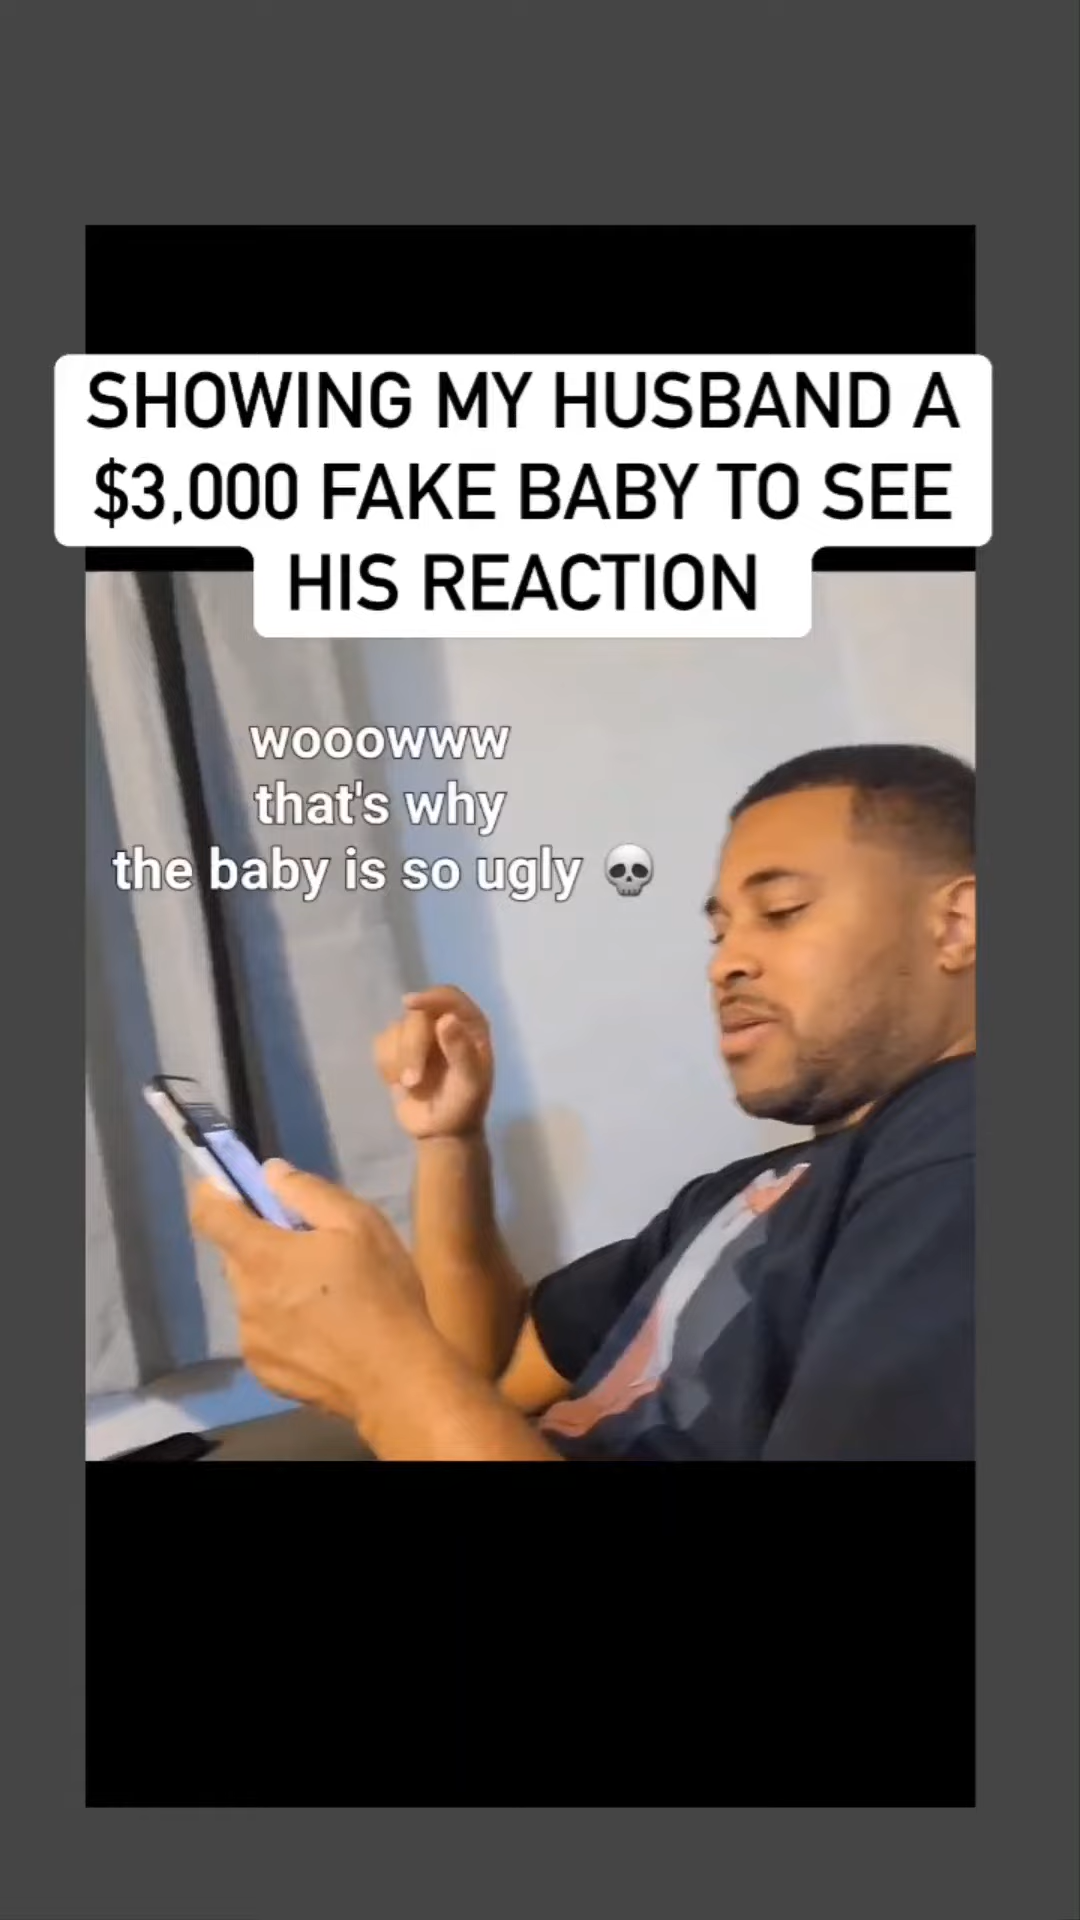 SHOWING MY HUSBAND A
$3,000 FAKE BABY TO SEE
HIS REACTION
wooowww
that's why
the baby is so ugly 💀